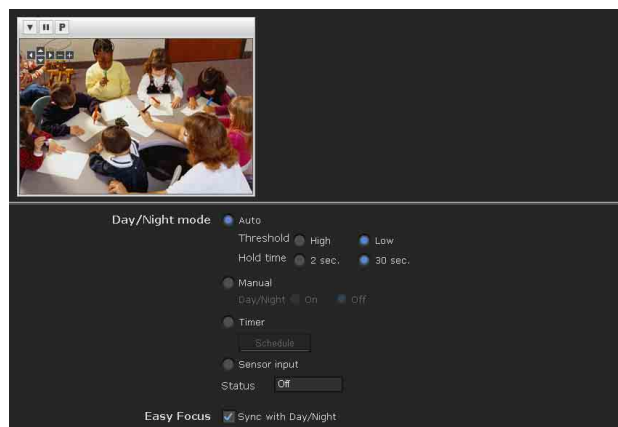 P
Day/Night mode Auto
Threshold High Low
Hold time 2 sec. 30 sec.
Manual
Day/Night On Off
Timer
Schedule
Sensor input
Status Off
Easy Focus Sync with Day/Night